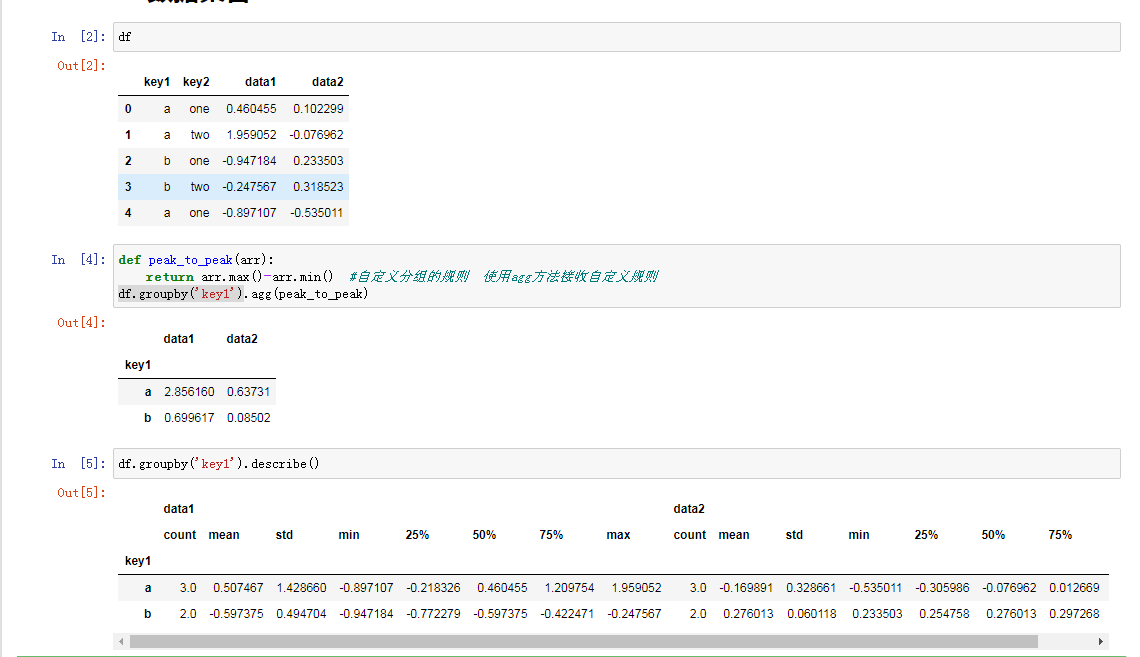 In [2]: df
Out[2]:
key1 key2 data1 data2
0 a one 0.460455 0.102299
1 a two 1.959052 -0.076962
2 b one -0.947184 0.233503
3 b two -0.247567 0.318523
4 a one -0.897107 -0.535011
In [4]: def peak_to_peak(arr):
return arr.max()-arr.min() #自定义分组的规则 使用agg方法接收自定义规则
df.groupby('key1').agg(peak_to_peak)
Out[4]:
data1 data2
key1
a 2.856160 0.63731
b 0.699617 0.08502
In [5]: df.groupby('key1').describe()
Out[5]:
data1 data2
count mean std min 25% 50% 75% max count mean std min 25% 50% 75%
key1
a 3.0 0.507467 1.428660 -0.897107 -0.218326 0.460455 1.209754 1.959052 3.0 -0.169891 0.328661 -0.535011 -0.305986 -0.076962 0.012669
b 2.0 -0.597375 0.494704 -0.947184 -0.772279 -0.597375 -0.422471 -0.247567 2.0 0.276013 0.060118 0.233503 0.254758 0.276013 0.297268